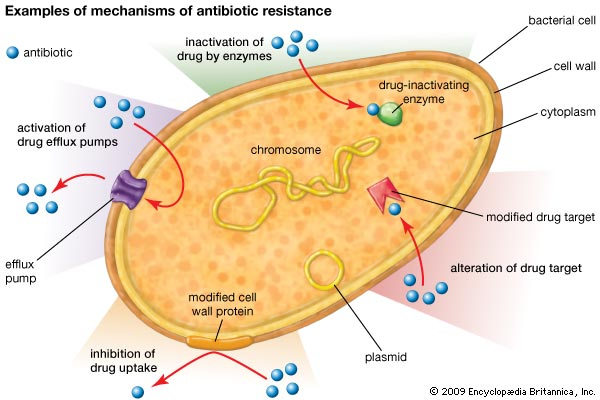 Examples of mechanisms of antibiotic resistance
antibiotic
inactivation of
drug by enzymes
bacterial cell
cell wall
cytoplasm
drug-inactivating
enzyme
activation of
drug efflux pumps
chromosome
modified drug target
efflux
pump
alteration of drug target
modified cell
wall protein
plasmid
inhibition of
drug uptake
© 2009 Encyclopædia Britannica, Inc.